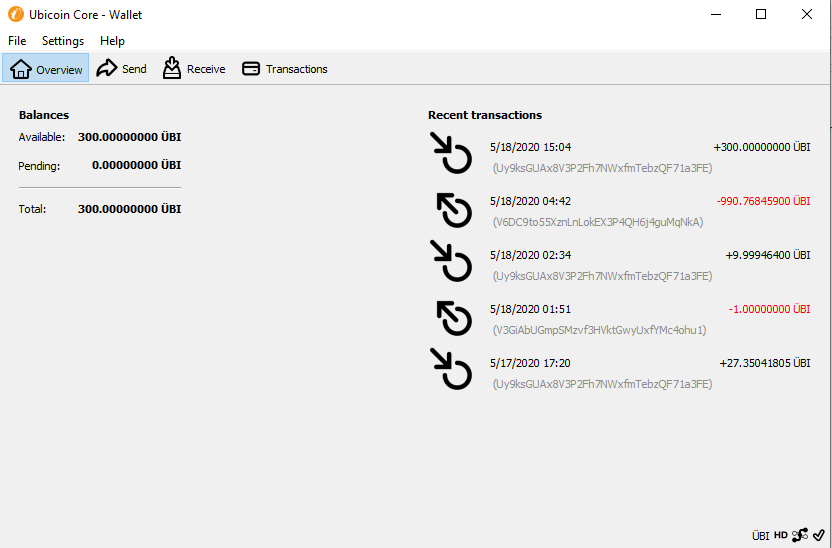 Ubicoin Core - Wallet
File Settings Help
Overview Send Receive Transactions
Balances
Available: 300.00000000 ÜBI
Pending: 0.00000000 ÜBI
Total: 300.00000000 ÜBI
Recent transactions
5/18/2020 15:04 +300.00000000 ÜBI
(Uy9ksGUAx8V3P2Fh7NWxfmTebzQF71a3FE)
5/18/2020 04:42 -990.76845900 ÜBI
(V6DC9to55XznLnLokEX3P4QH6j4guMqNkA)
5/18/2020 02:34 +9.99946400 ÜBI
(Uy9ksGUAx8V3P2Fh7NWxfmTebzQF71a3FE)
5/18/2020 01:51 -1.00000000 ÜBI
(V3GiAbUGmpSMzvf3HVktGwyUxfYMc4ohu1)
5/17/2020 17:20 +27.35041805 ÜBI
(Uy9ksGUAx8V3P2Fh7NWxfmTebzQF71a3FE)
ÜBI HD